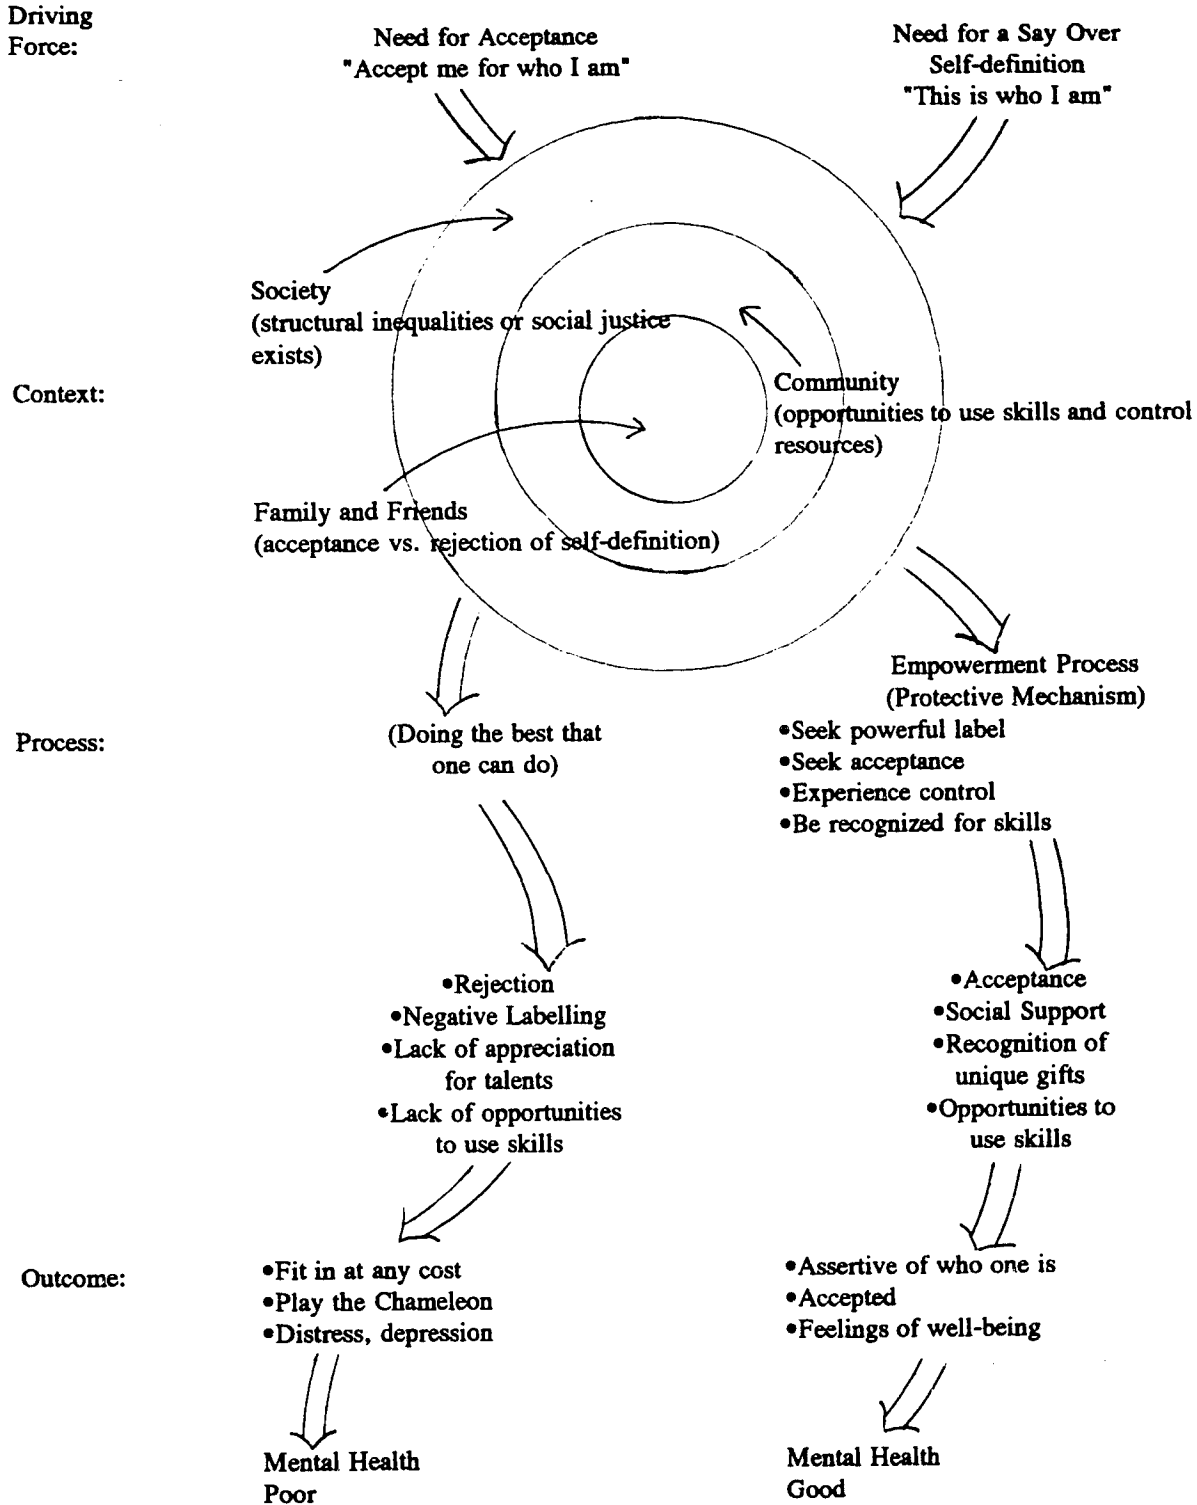 Driving
Force:
Need for Acceptance
"Accept me for who I am"
Need for a Say Over
Self-definition
"This is who I am"
Society
(structural inequalities or social justice
exists)
Context:
Community
(opportunities to use skills and control
resources)
Family and Friends
(acceptance vs. rejection of self-definition)
Process:
(Doing the best that
one can do)
Empowerment Process
(Protective Mechanism)
•Seek powerful label
•Seek acceptance
•Experience control
•Be recognized for skills
•Rejection
•Negative Labelling
•Lack of appreciation
for talents
•Lack of opportunities
to use skills
•Acceptance
•Social Support
•Recognition of
unique gifts
•Opportunities to
use skills
Outcome:
•Fit in at any cost
•Play the Chameleon
•Distress, depression
•Assertive of who one is
•Accepted
•Feelings of well-being
Mental Health
Poor
Mental Health
Good